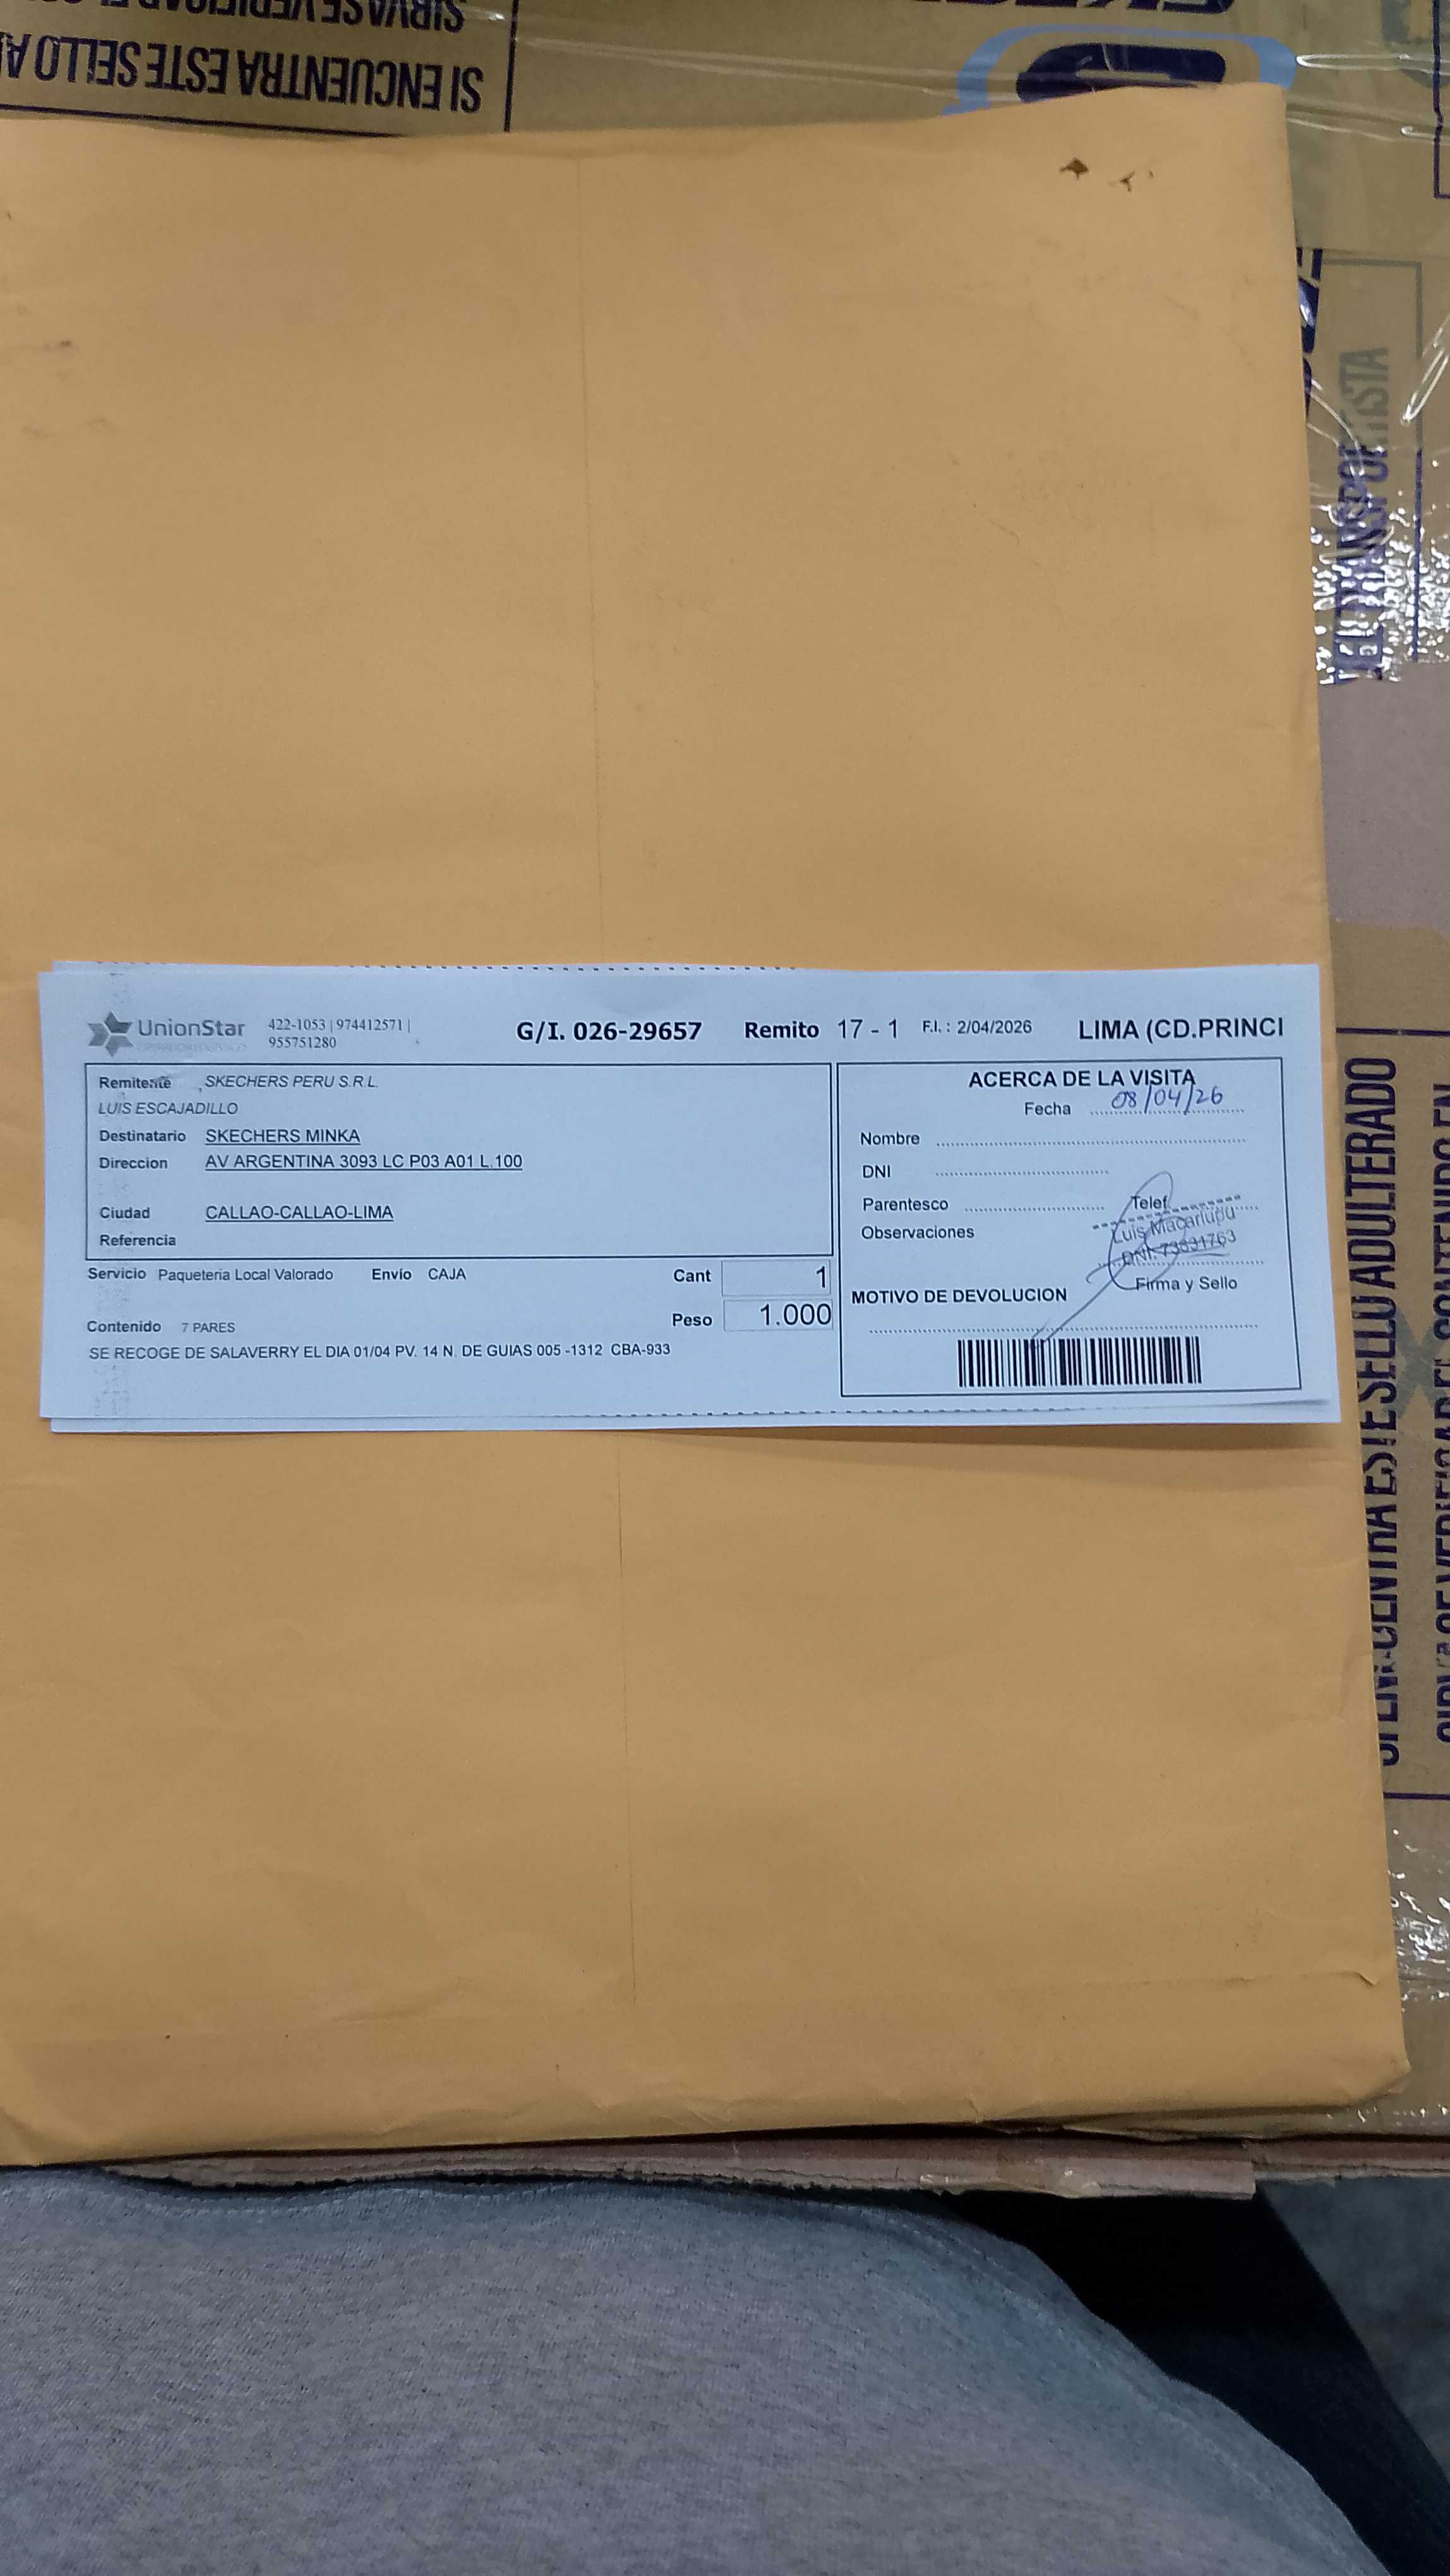 SI ENCUENTRA ESTE SELLO
UnionStar
422-1053 | 974412571 |
955751280
G/I. 026-29657 Remito 17 - 1 F.I. : 2/04/2026 LIMA (CD.PRINCI
Remitente SKECHERS PERU S.R.L.
LUIS ESCAJADILLO
Destinatario SKECHERS MINKA
Direccion AV ARGENTINA 3093 LC P03 A01 L.100
Ciudad CALLAO-CALLAO-LIMA
Referencia
Servicio Paqueteria Local Valorado Envío CAJA
Cant 1
Peso 1.000
Contenido 7 PARES
SE RECOGE DE SALAVERRY EL DIA 01/04 PV. 14 N. DE GUIAS 005 -1312 CBA-933
ACERCA DE LA VISITA
Fecha 08/04/26
Nombre
DNI
Parentesco Telef
Observaciones
Luis Macarlupu
DNI:
Firma y Sello
MOTIVO DE DEVOLUCION
ESTE SELLO ADULTERADO